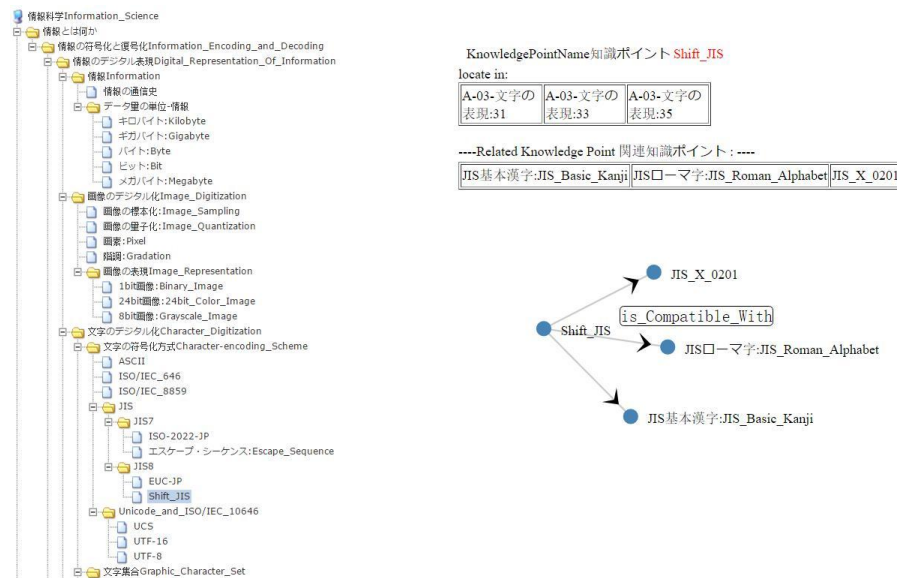 情報科学Information_Science
情報とは何か
情報の符号化と復号化Information_Encoding_and_Decoding
情報のデジタル表現Digital_Representation_Of_Information
情報Information
情報の通信史
データ量の単位-情報
キロバイト:Kilobyte
ギガバイト:Gigabyte
バイト:Byte
ビット:Bit
メガバイト:Megabyte
画像のデジタル化Image_Digitization
画像の標本化:Image_Sampling
画像の量子化:Image_Quantization
画素:Pixel
階調:Gradation
画像の表現Image_Representation
1bit画像:Binary_Image
24bit画像:24bit_Color_Image
8bit画像:Grayscale_Image
文字のデジタル化Character_Digitization
文字の符号化方式Character-encoding_Scheme
ASCII
ISO/IEC_646
ISO/IEC_8859
JIS
JIS7
ISO-2022-JP
エスケープ・シーケンス:Escape_Sequence
JIS8
EUC-JP
Shift_JIS
Unicode_and_ISO/IEC_10646
UCS
UTF-16
UTF-8
文字集合Graphic_Character_Set
KnowledgePointName知識ポイント Shift_JIS
locate in:
A-03-文字の表現:31 A-03-文字の表現:33 A-03-文字の表現:35
----Related Knowledge Point 関連知識ポイント : ----
JIS基本漢字:JIS_Basic_Kanji JISローマ字:JIS_Roman_Alphabet JIS_X_0201
JIS_X_0201
is_Compatible_With
Shift_JIS
JISローマ字:JIS_Roman_Alphabet
JIS基本漢字:JIS_Basic_Kanji